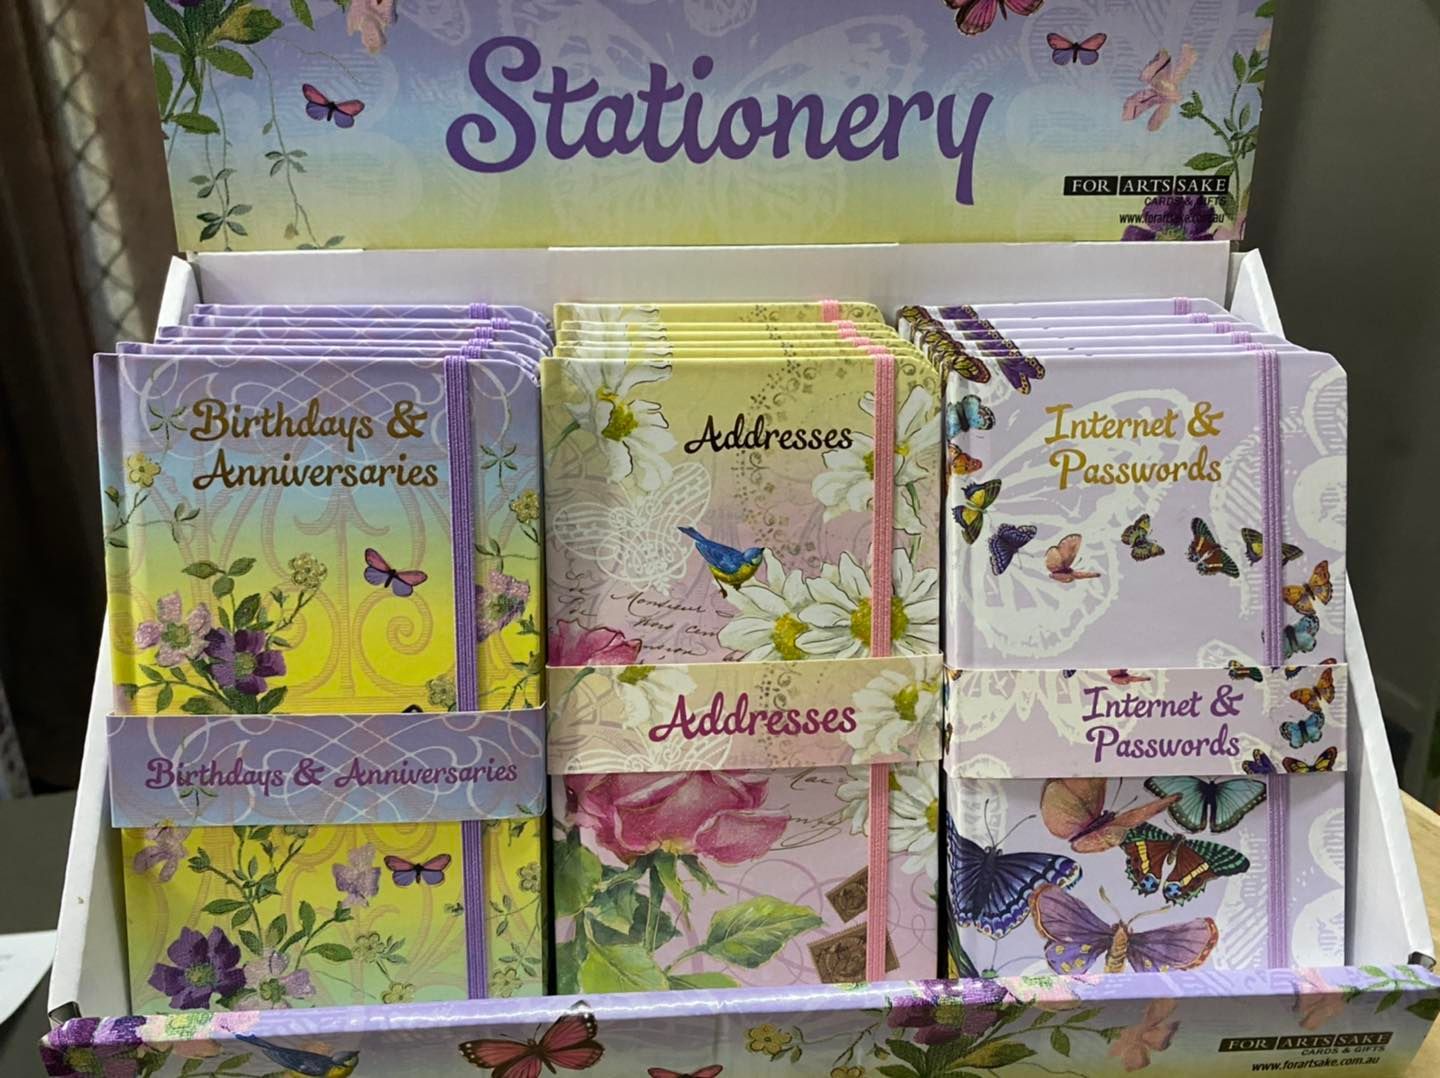 Stationery
FOR ARTS SAKE
CARDS & GIFTS
www.forartsake.com.au
Birthdays &
Anniversaries
Birthdays & Anniversaries
Addresses
Monsieur
Addresses
Internet &
Passwords
Internet &
Passwords
FOR ARTS SAKE
CARDS & GIFTS
www.forartsake.com.au